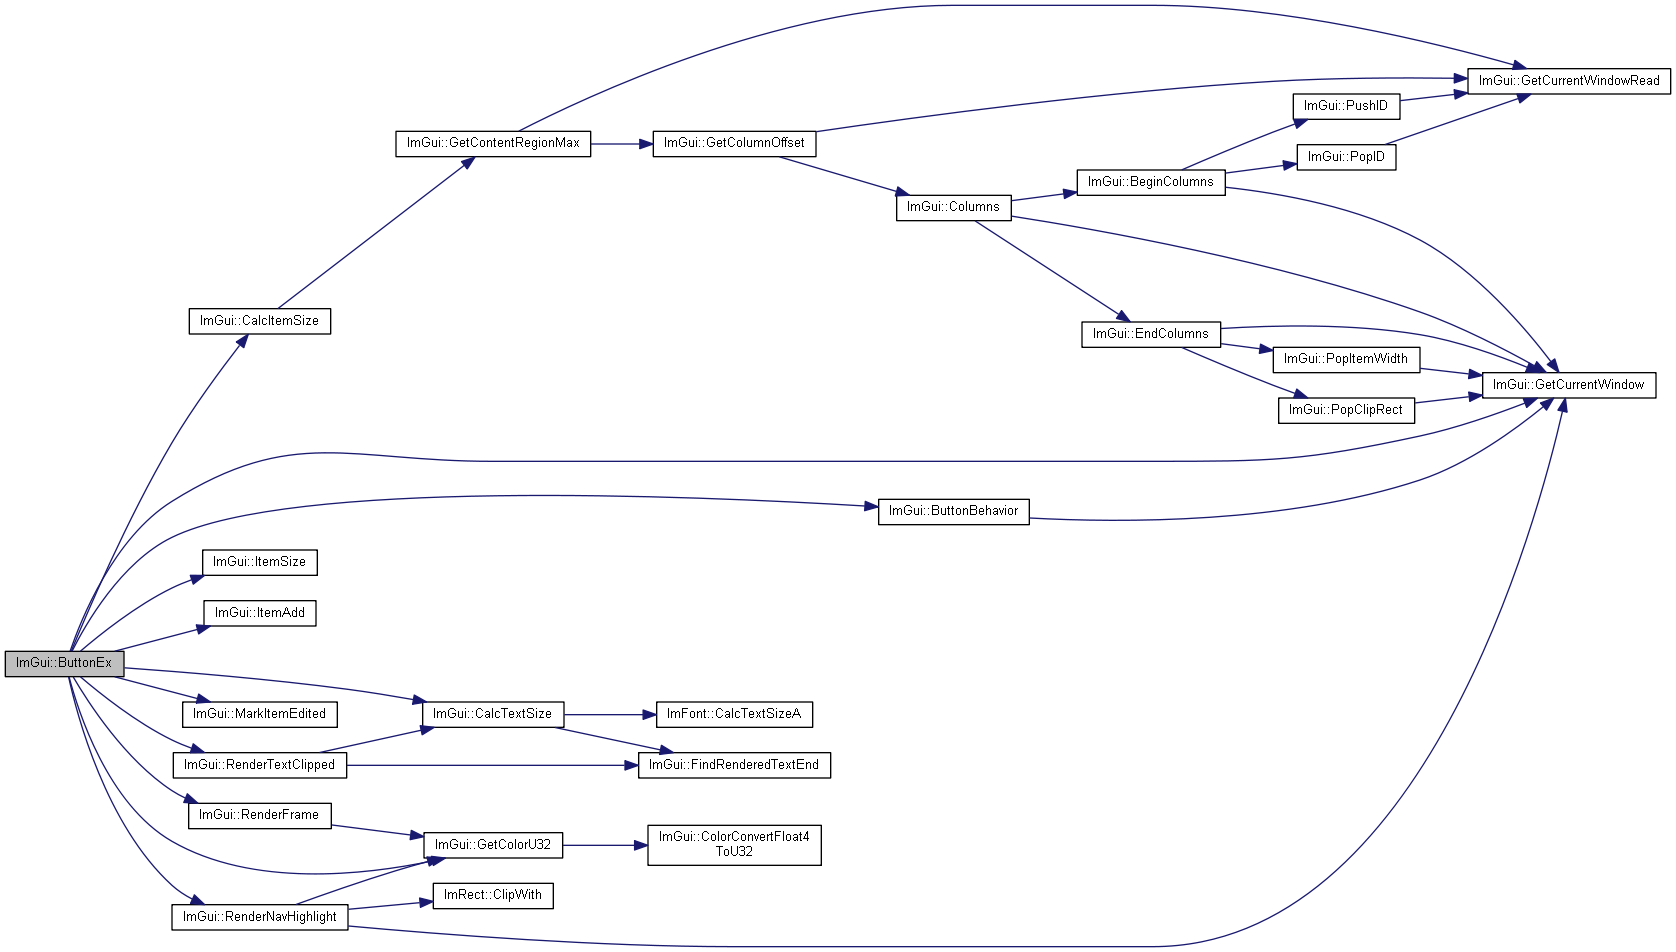 ImGui::GetCurrentWindowRead
ImGui::PushID
ImGui::GetContentRegionMax
ImGui::GetColumnOffset
ImGui::PopID
ImGui::BeginColumns
ImGui::Columns
ImGui::CalcItemSize
ImGui::EndColumns
ImGui::PopItemWidth
ImGui::GetCurrentWindow
ImGui::PopClipRect
ImGui::ButtonBehavior
ImGui::ItemSize
ImGui::ItemAdd
ImGui::ButtonEx
ImGui::MarkItemEdited
ImGui::CalcTextSize
ImFont::CalcTextSizeA
ImGui::RenderTextClipped
ImGui::FindRenderedTextEnd
ImGui::RenderFrame
ImGui::GetColorU32
ImGui::ColorConvertFloat4
ToU32
ImRect::ClipWith
ImGui::RenderNavHighlight